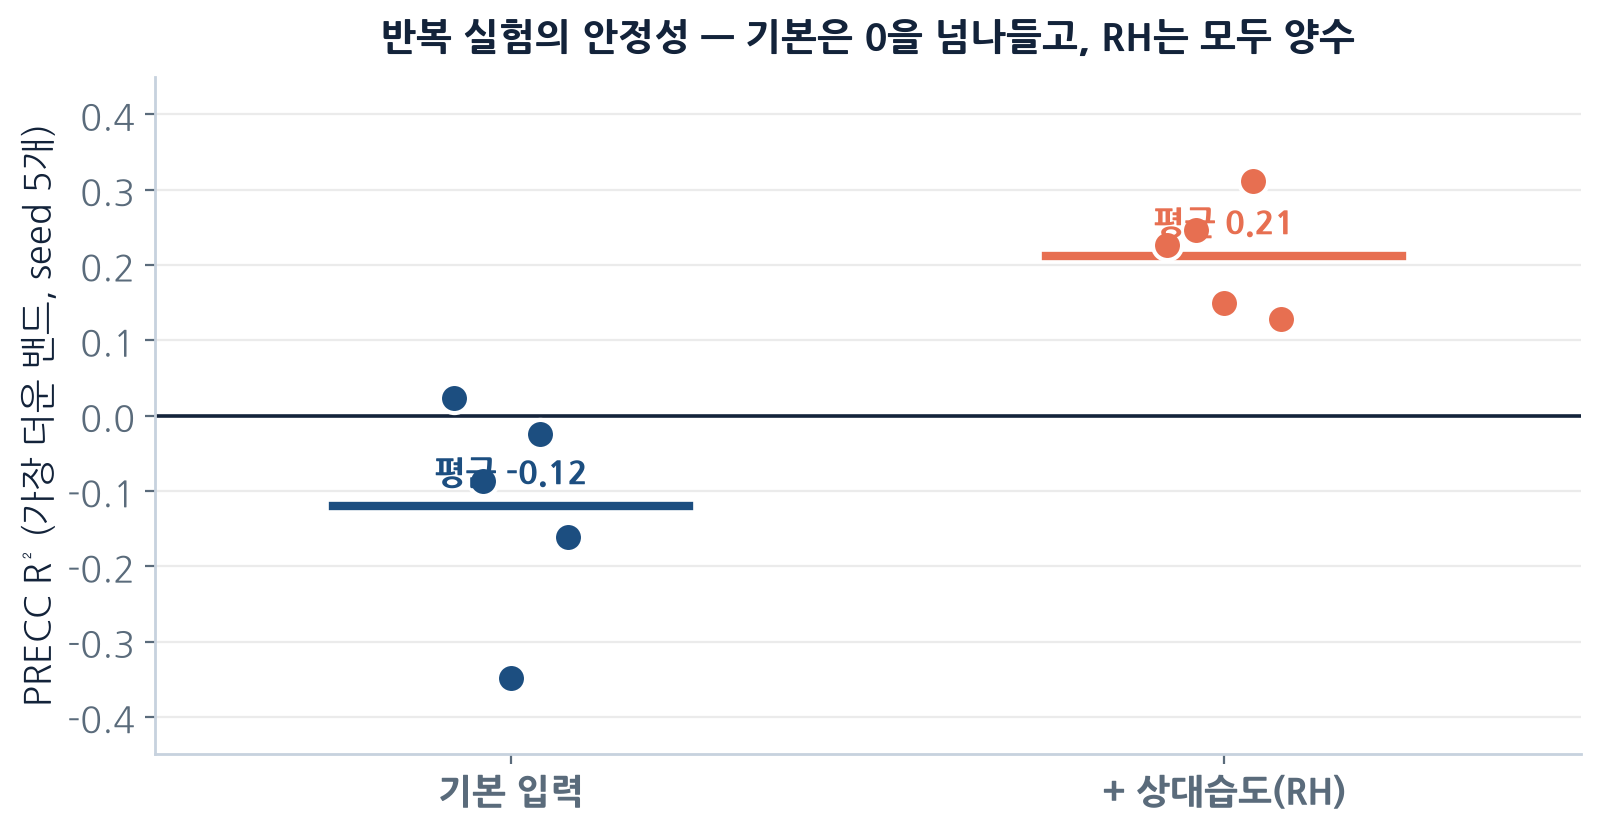 반복 실험의 안정성 — 기본은 0을 넘나들고, RH는 모두 양수
PRECC R² (가장 더운 밴드, seed 5개)
0.4
0.3
0.2
0.1
0.0
-0.1
-0.2
-0.3
-0.4
평균 0.21
평균 -0.12
기본 입력
+ 상대습도(RH)